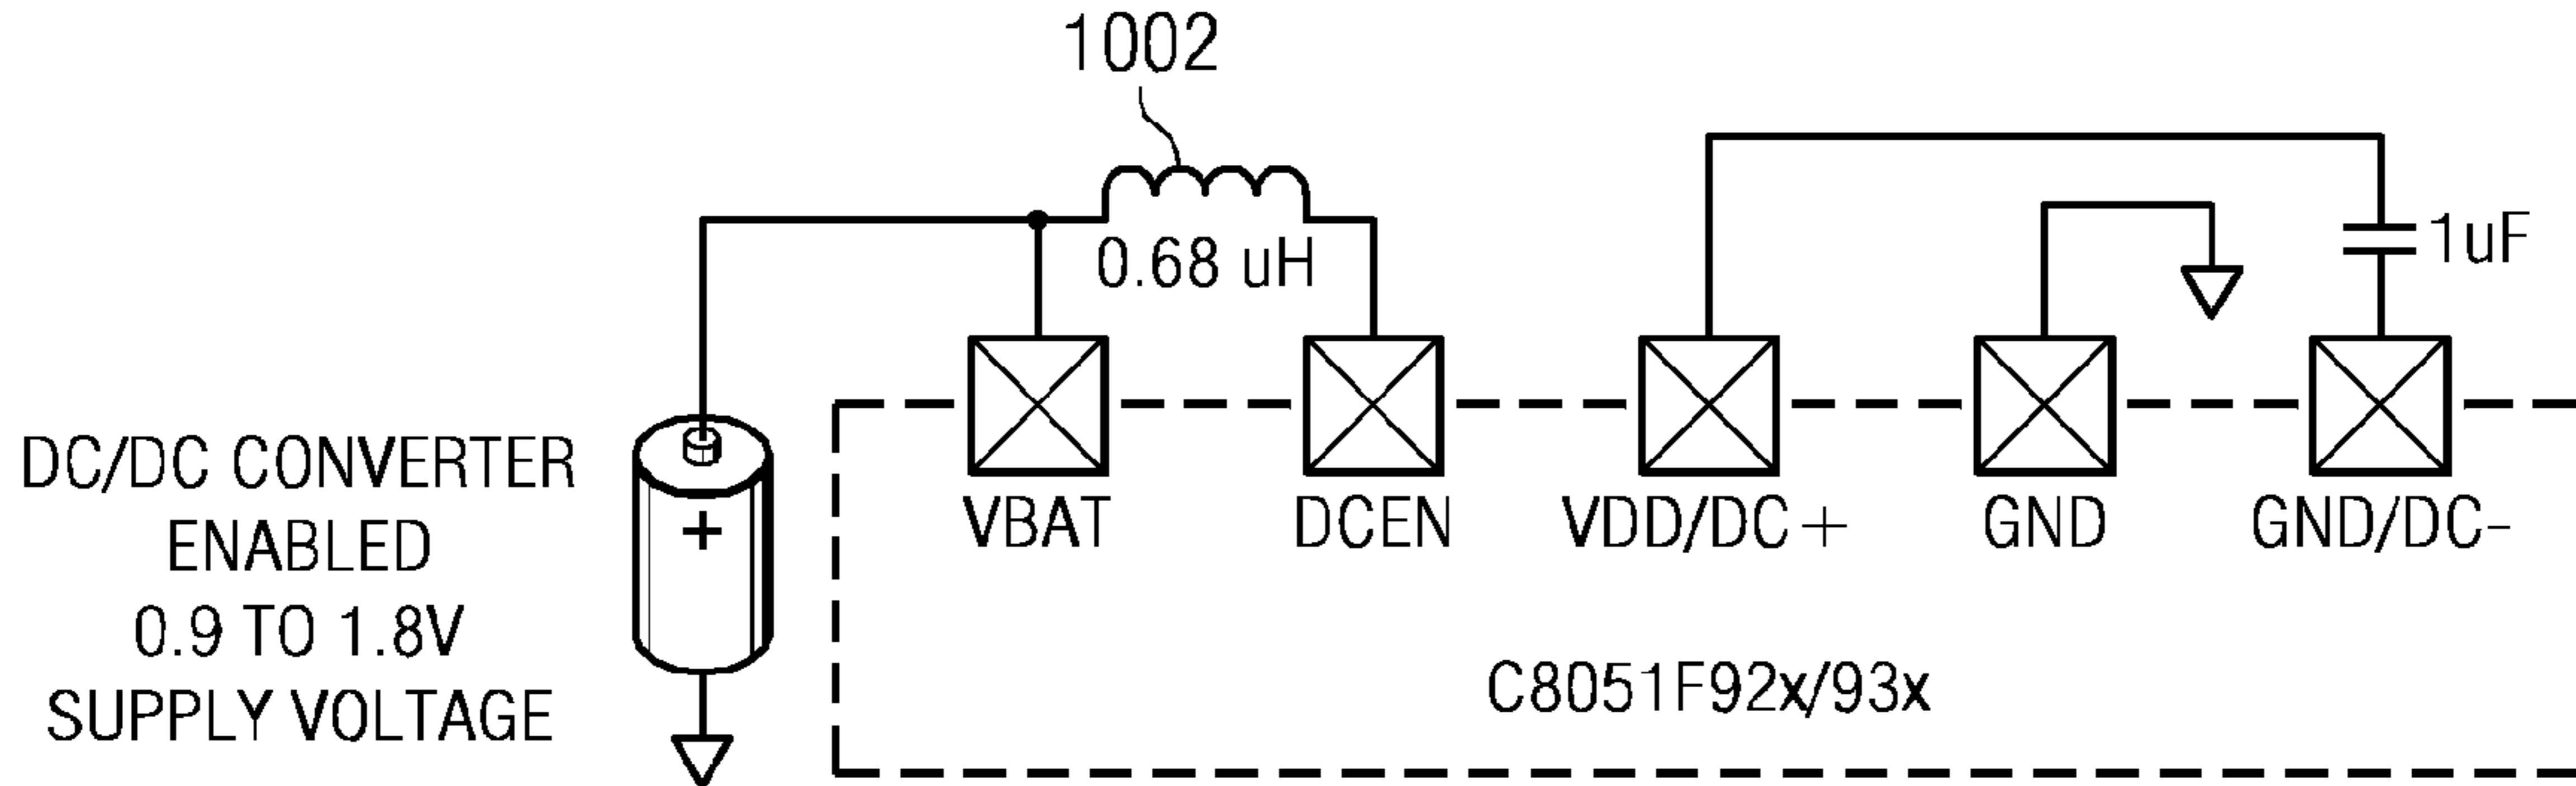 1002
0.68 uH
1uF
DC/DC CONVERTER
ENABLED
0.9 TO 1.8V
SUPPLY VOLTAGE
+
VBAT
DCEN
VDD/DC+
GND
GND/DC-
C8051F92x/93x